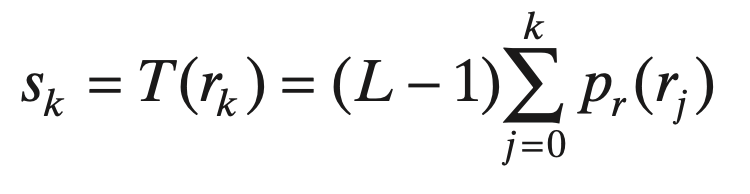 s_k = T(r_k) = (L − 1) ∑_{j=0}^{k} p_r(r_j)